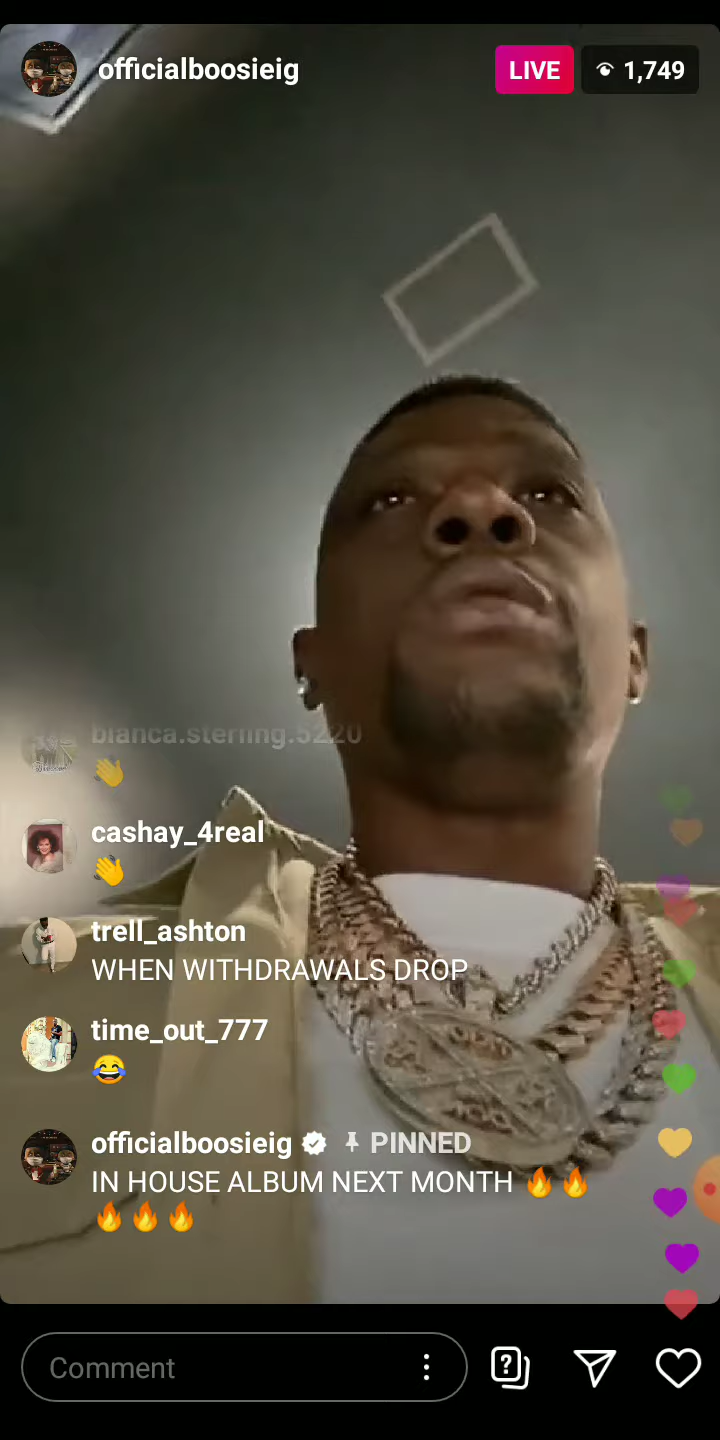 officialboosieig
LIVE
1,749
bianca.sterling.5220
👋
cashay_4real
👋
trell_ashton
WHEN WITHDRAWALS DROP
time_out_777
😂
officialboosieig PINNED
IN HOUSE ALBUM NEXT MONTH 🔥🔥
🔥🔥🔥
Comment